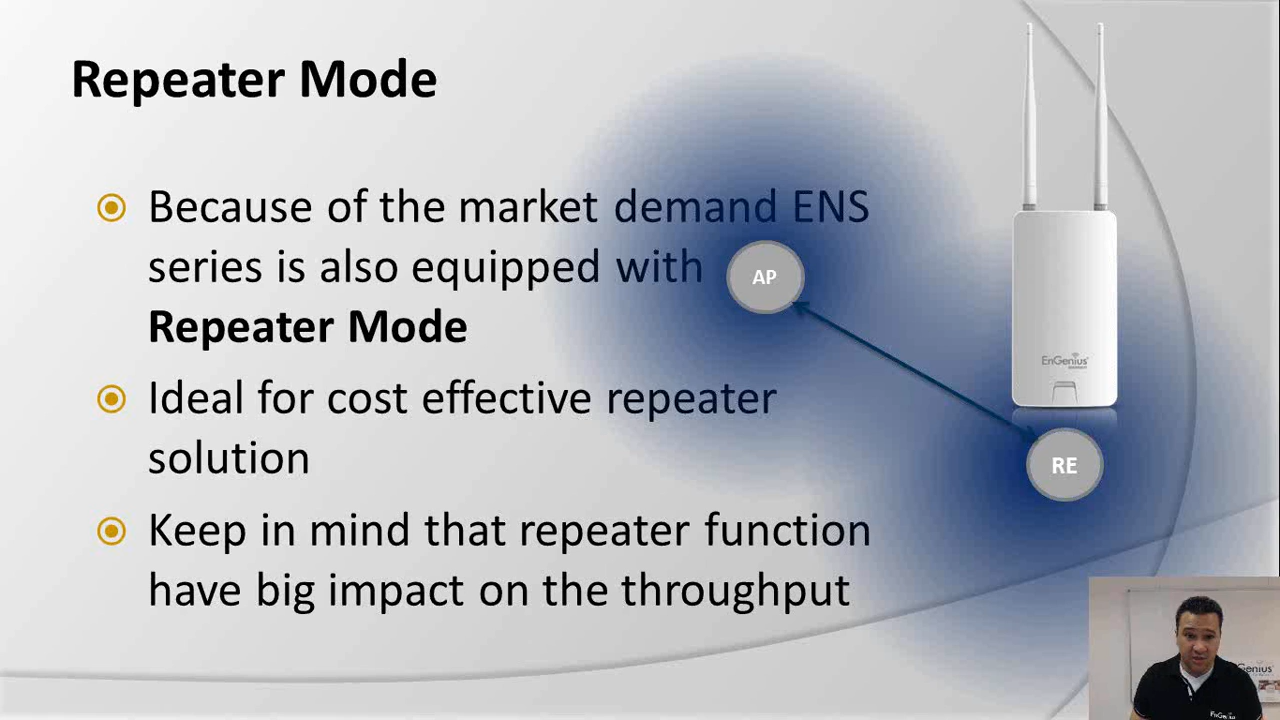 Repeater Mode
Because of the market demand ENS
series is also equipped with
Repeater Mode
Ideal for cost effective repeater
solution
Keep in mind that repeater function
have big impact on the throughput
AP
RE
EnGenius